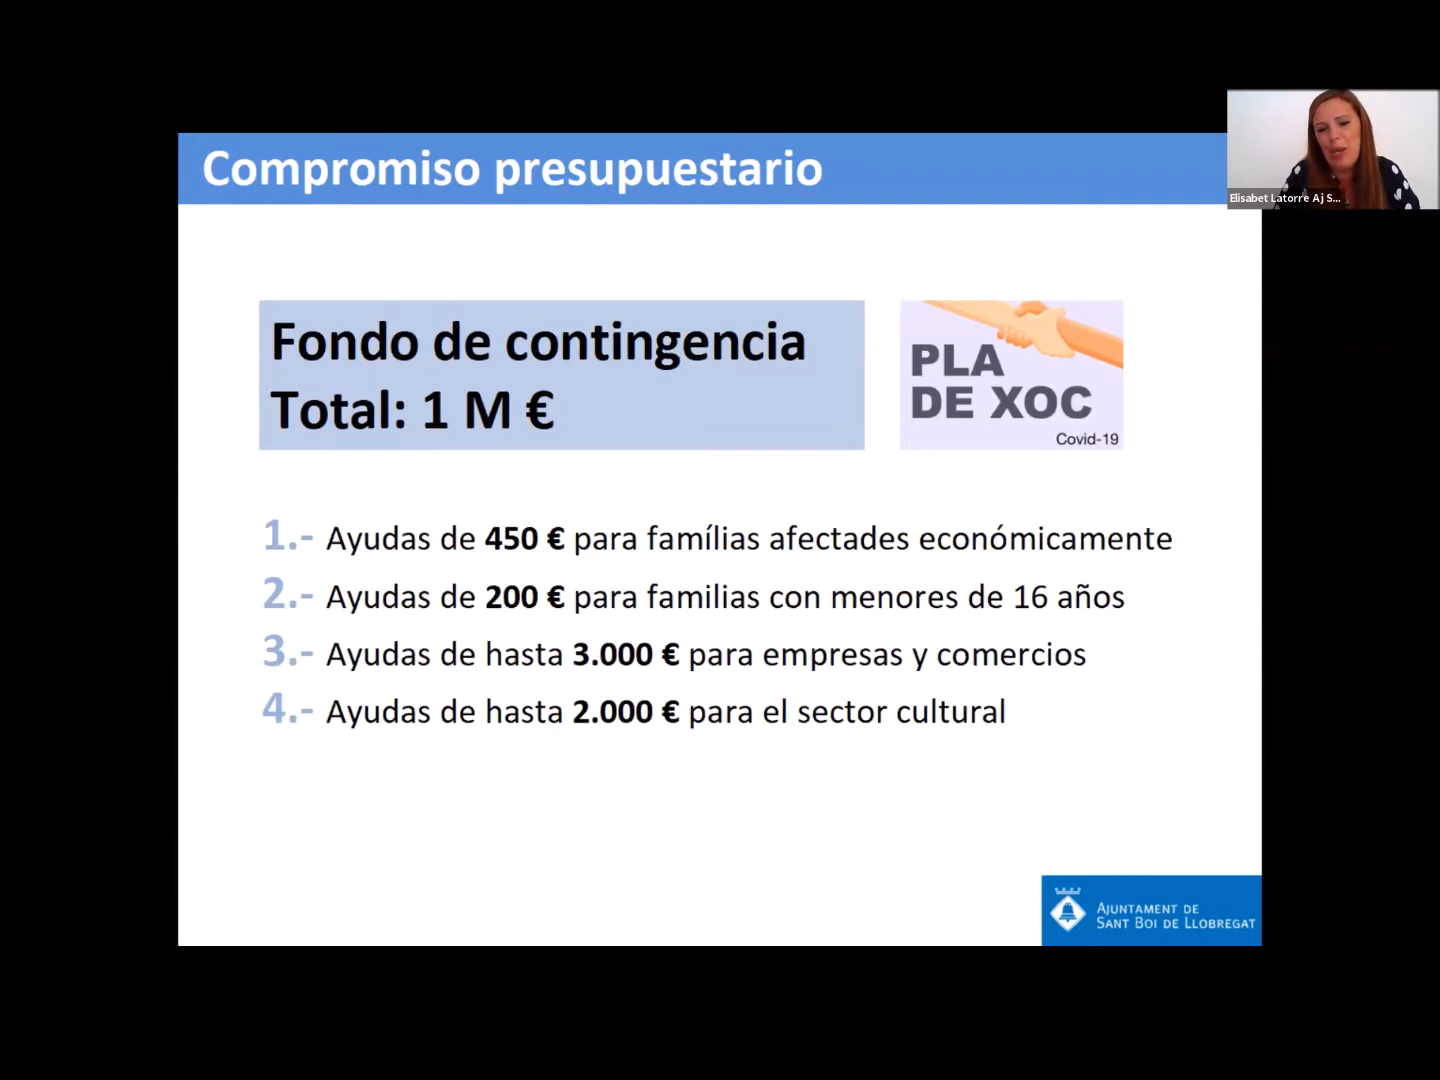 Compromiso presupuestario
Elisabet Latorre Aj S...
Fondo de contingencia
Total: 1 M €
PLA
DE XOC
Covid-19
1.- Ayudas de 450 € para famílias afectades económicamente
2.- Ayudas de 200 € para familias con menores de 16 años
3.- Ayudas de hasta 3.000 € para empresas y comercios
4.- Ayudas de hasta 2.000 € para el sector cultural
AJUNTAMENT DE
SANT BOI DE LLOBREGAT